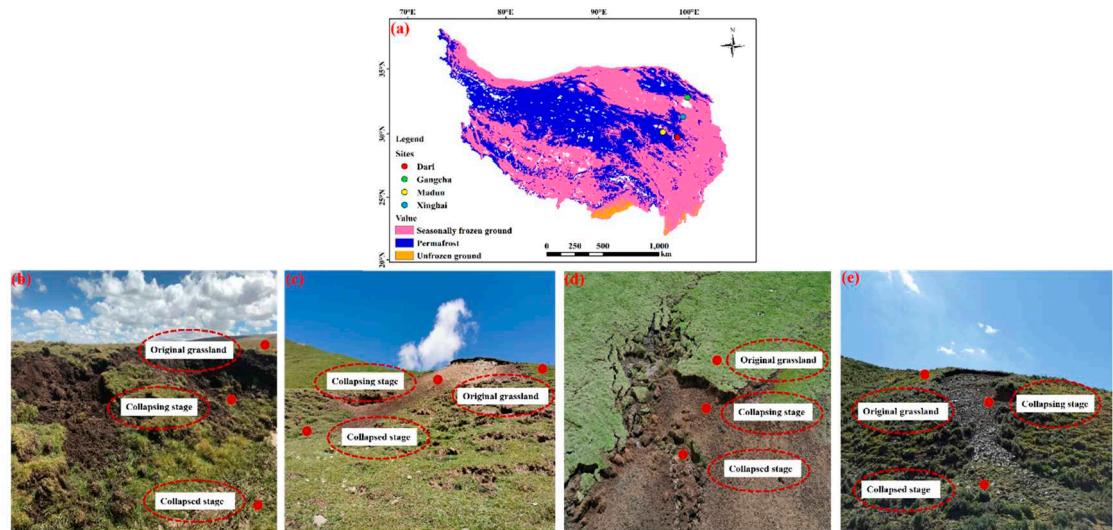 70°E 80°E 90°E 100°E
(a)
N
35°N
30°N
25°N
20°N
Legend
Sites
Dari
Gangcha
Maduo
Xinghai
Value
Seasonally frozen ground
Permafrost
Unfrozen ground
0 250 500 1,000
Km
(b)
Original grassland
Collapsing stage
Collapsed stage
(c)
Collapsing stage
Original grassland
Collapsed stage
(d)
Original grassland
Collapsing stage
Collapsed stage
(e)
Original grassland
Collapsing stage
Collapsed stage